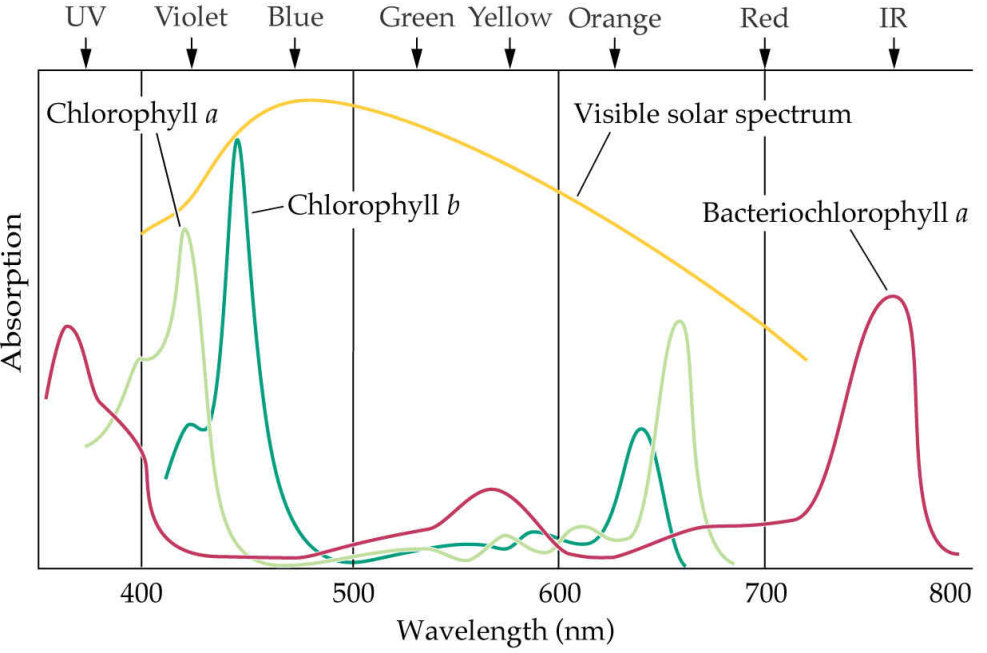 UV Violet Blue Green Yellow Orange Red IR
Chlorophyll a
Visible solar spectrum
Chlorophyll b
Bacteriochlorophyll a
Absorption
400 500 600 700 800
Wavelength (nm)